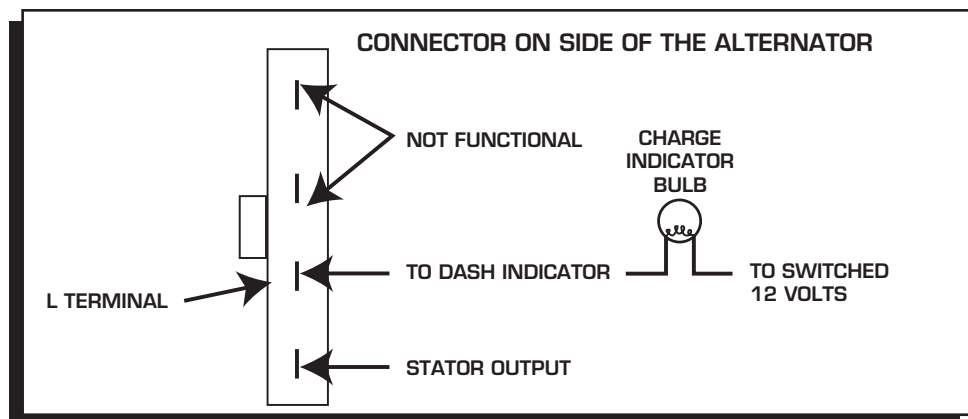 CONNECTOR ON SIDE OF THE ALTERNATOR
NOT FUNCTIONAL
CHARGE
INDICATOR
BULB
L TERMINAL
TO DASH INDICATOR
TO SWITCHED
12 VOLTS
STATOR OUTPUT